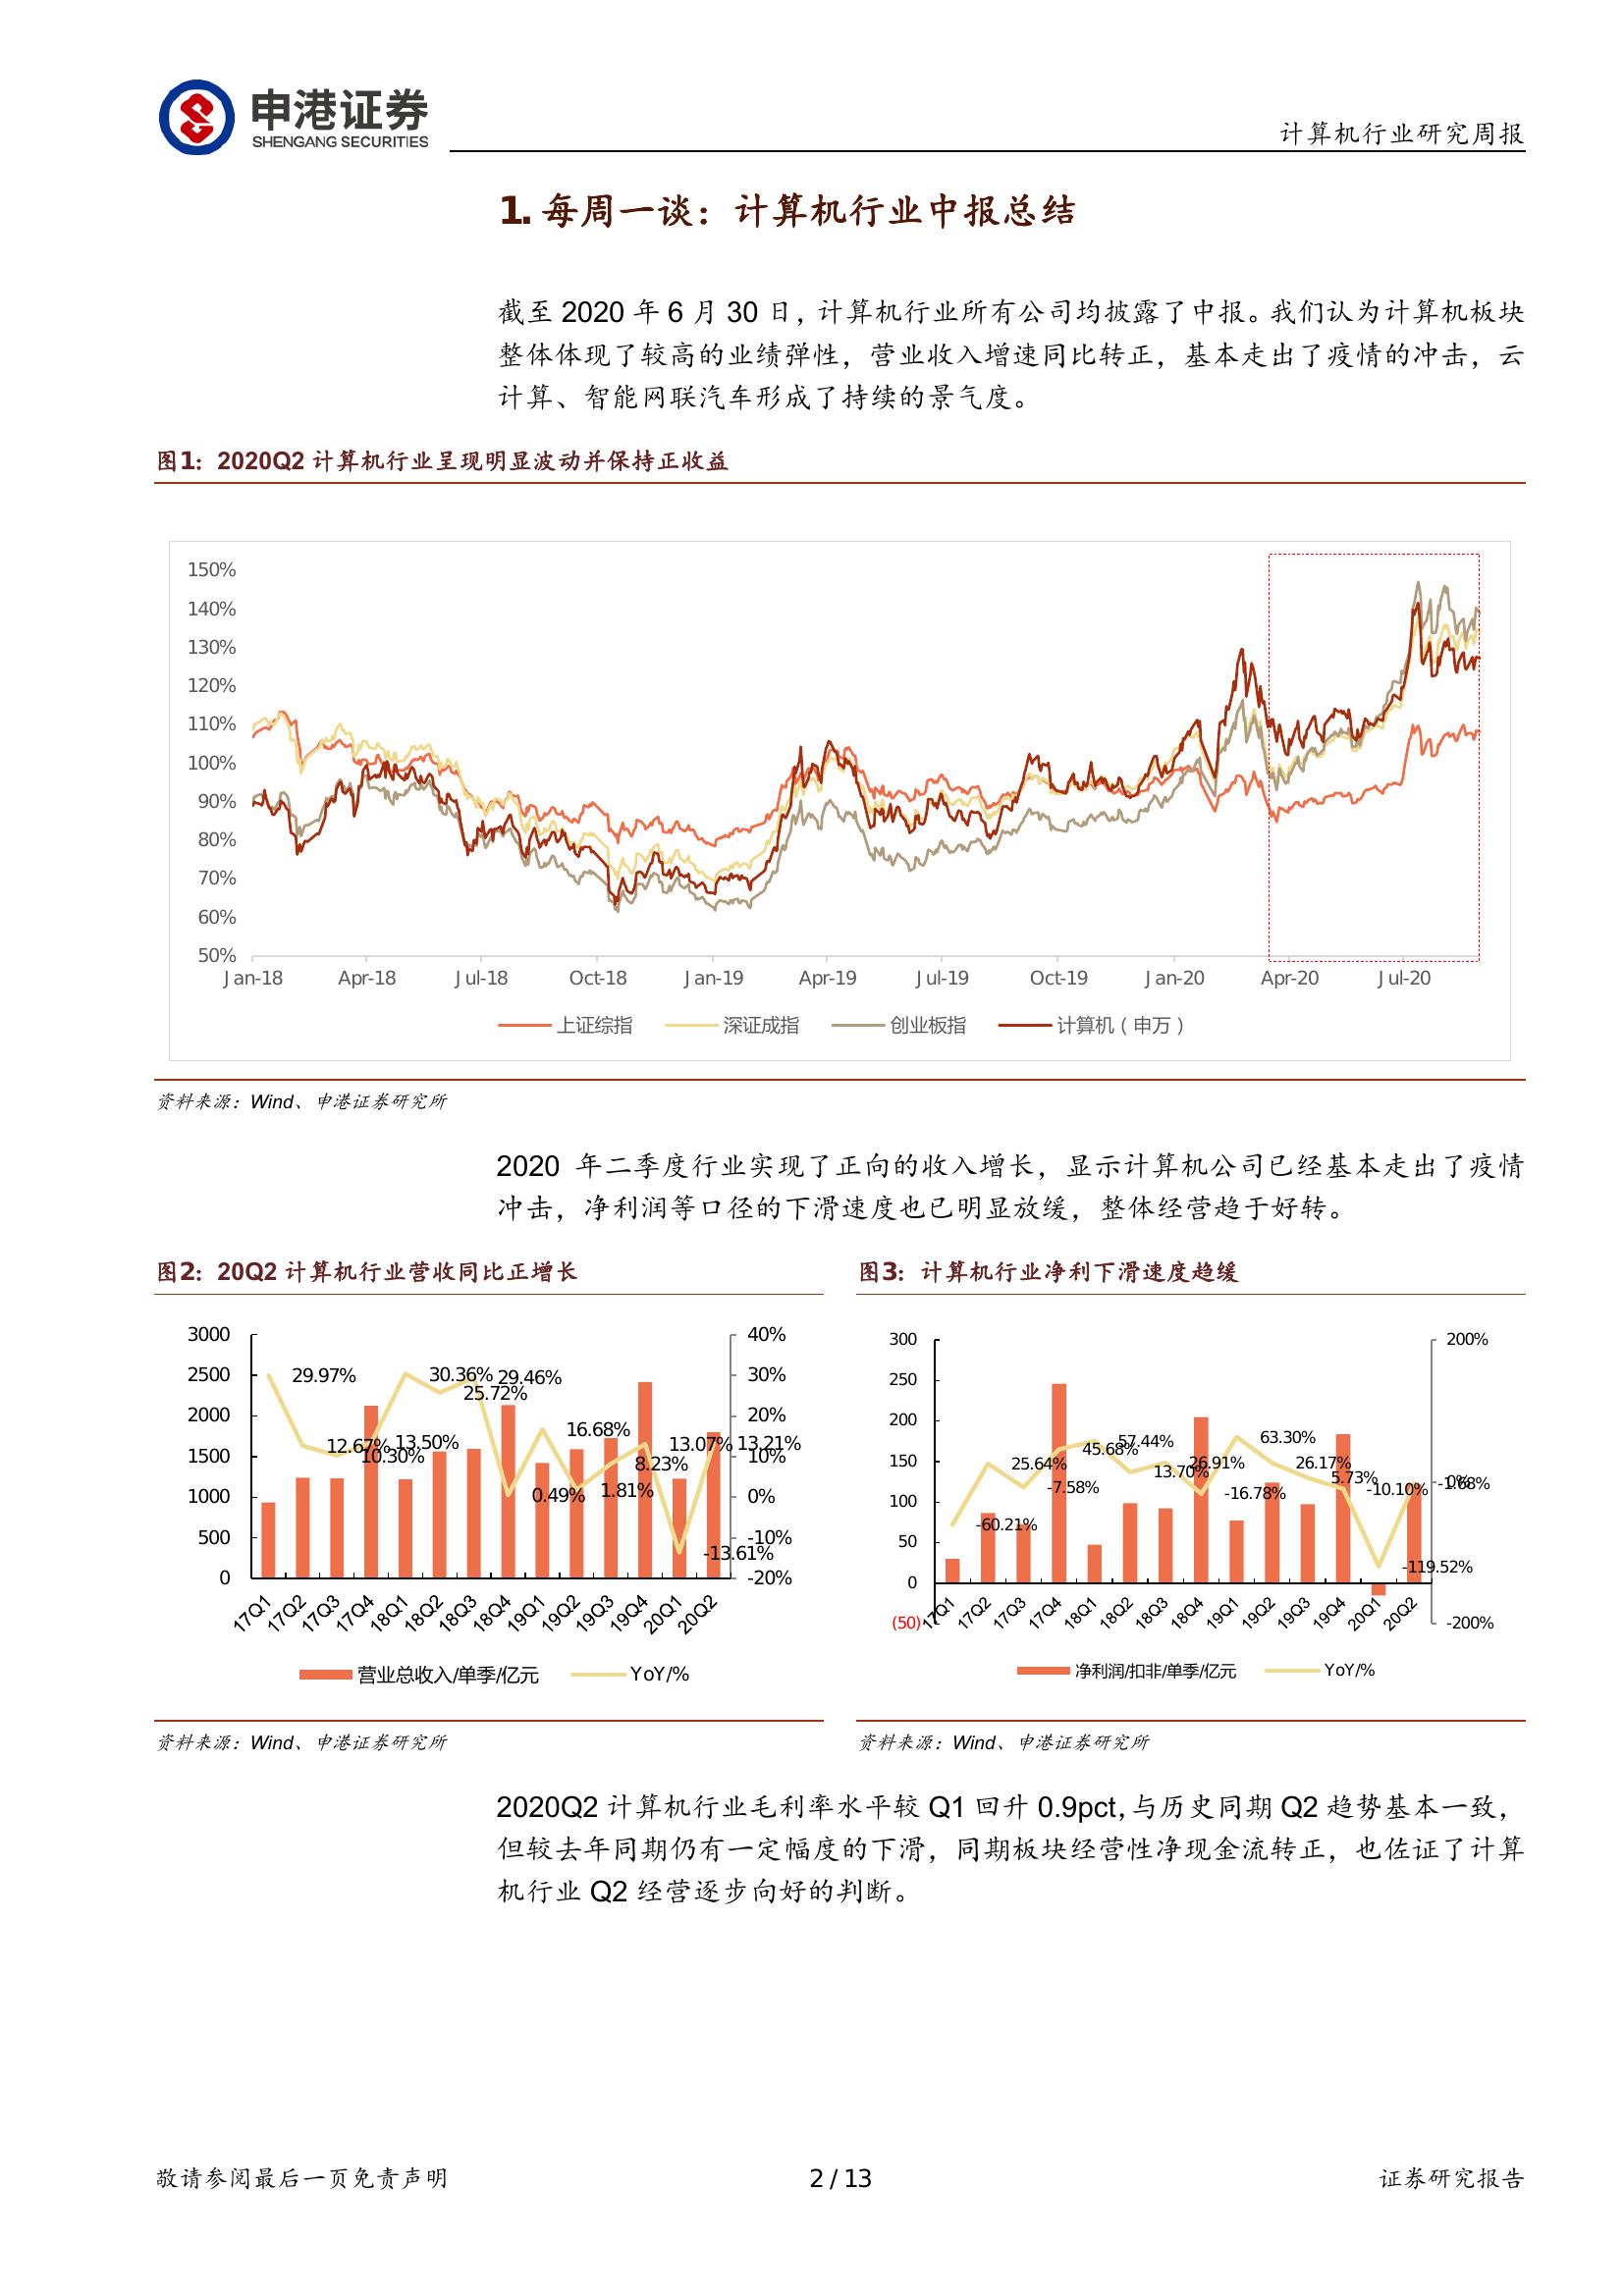 申港证券
SHENGANG SECURITIES
计算机行业研究周报
1. 每周一谈：计算机行业中报总结
截至 2020 年 6 月 30 日，计算机行业所有公司均披露了中报。我们认为计算机板块
整体体现了较高的业绩弹性，营业收入增速同比转正，基本走出了疫情的冲击，云
计算、智能网联汽车形成了持续的景气度。
图1：2020Q2 计算机行业呈现明显波动并保持正收益
150%
140%
130%
120%
110%
100%
90%
80%
70%
60%
50%
Jan-18 Apr-18 Jul-18 Oct-18 Jan-19 Apr-19 Jul-19 Oct-19 Jan-20 Apr-20 Jul-20
上证综指 深证成指 创业板指 计算机（申万）
资料来源：Wind、申港证券研究所
2020 年二季度行业实现了正向的收入增长，显示计算机公司已经基本走出了疫情
冲击，净利润等口径的下滑速度也已明显放缓，整体经营趋于好转。
图2：20Q2 计算机行业营收同比正增长
3000
2500
2000
1500
1000
500
0
40%
30%
20%
10%
0%
-10%
-20%
29.97%
12.67%
10.30%
13.50%
30.36%
25.72%
29.46%
0.49%
16.68%
1.81%
8.23%
13.07%
-13.61%
13.21%
17Q1 17Q2 17Q3 17Q4 18Q1 18Q2 18Q3 18Q4 19Q1 19Q2 19Q3 19Q4 20Q1 20Q2
营业总收入/单季/亿元 YoY/%
资料来源：Wind、申港证券研究所
图3：计算机行业净利下滑速度趋缓
300
250
200
150
100
50
0
(50)
200%
0%
-200%
-60.21%
25.64%
-7.58%
45.68%
57.44%
13.70%
26.91%
-16.78%
63.30%
26.17%
5.73%
-10.10%
-119.52%
-1.68%
17Q1 17Q2 17Q3 17Q4 18Q1 18Q2 18Q3 18Q4 19Q1 19Q2 19Q3 19Q4 20Q1 20Q2
净利润/扣非/单季/亿元 YoY/%
资料来源：Wind、申港证券研究所
2020Q2 计算机行业毛利率水平较 Q1 回升 0.9pct，与历史同期 Q2 趋势基本一致，
但较去年同期仍有一定幅度的下滑，同期板块经营性净现金流转正，也佐证了计算
机行业 Q2 经营逐步向好的判断。
敬请参阅最后一页免责声明
2 / 13
证券研究报告